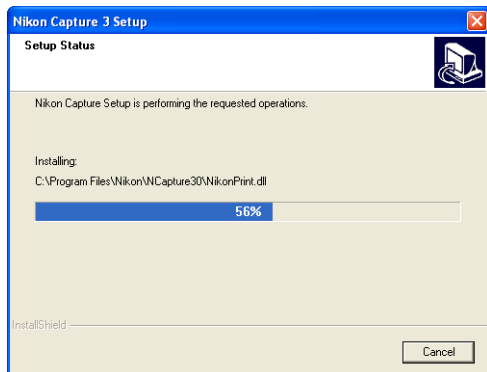 Nikon Capture 3 Setup
Setup Status
Nikon Capture Setup is performing the requested operations.
Installing:
C:\Program Files\Nikon\NCapture30\NikonPrint.dll
56%
InstallShield
Cancel